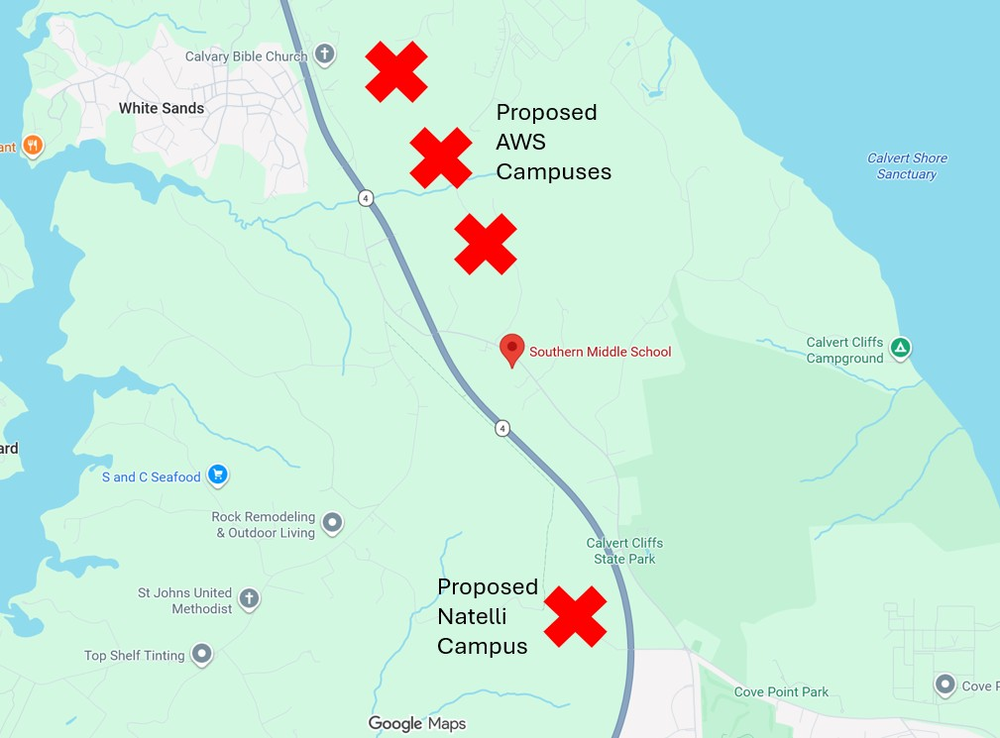 Calvary Bible Church
White Sands
ant
Proposed
AWS
Campuses
Calvert Shore
Sanctuary
4
Southern Middle School
Calvert Cliffs
Campground
4
ard
S and C Seafood
Rock Remodeling
& Outdoor Living
Calvert Cliffs
State Park
St Johns United
Methodist
Proposed
Natelli
Campus
Top Shelf Tinting
Cove Point Park
Cove P
Google Maps